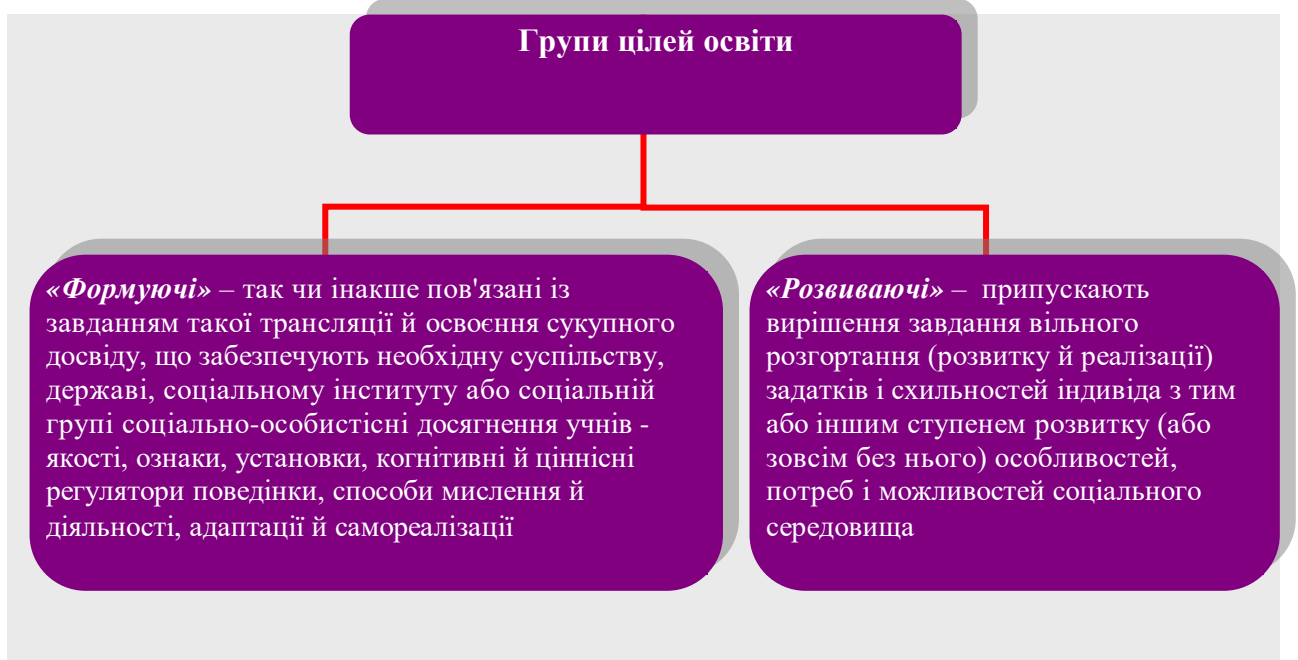 Групи цілей освіти
«Формуючі» – так чи інакше пов'язані із
завданням такої трансляції й освоєння сукупного
досвіду, що забезпечують необхідну суспільству,
державі, соціальному інституту або соціальній
групі соціально-особистісні досягнення учнів -
якості, ознаки, установки, когнітивні й ціннісні
регулятори поведінки, способи мислення й
діяльності, адаптації й самореалізації
«Розвиваючі» – припускають
вирішення завдання вільного
розгортання (розвитку й реалізації)
задатків і схильностей індивіда з тим
або іншим ступенем розвитку (або
зовсім без нього) особливостей,
потреб і можливостей соціального
середовища